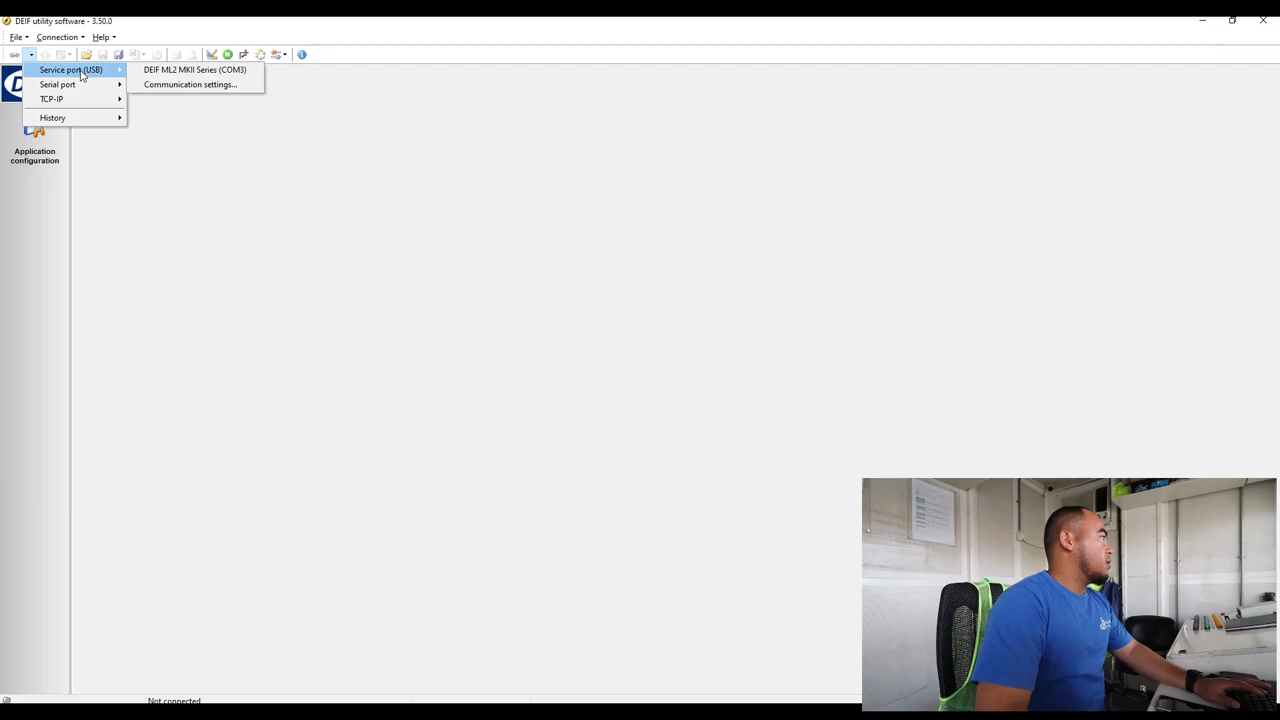 DEIF utility software - 3.50.0
File
Connection
Help
Service port (USB)
DEIF ML2 MKII Series (COM3)
Serial port
Communication settings...
TCP-IP
History
Application
configuration
Not connected